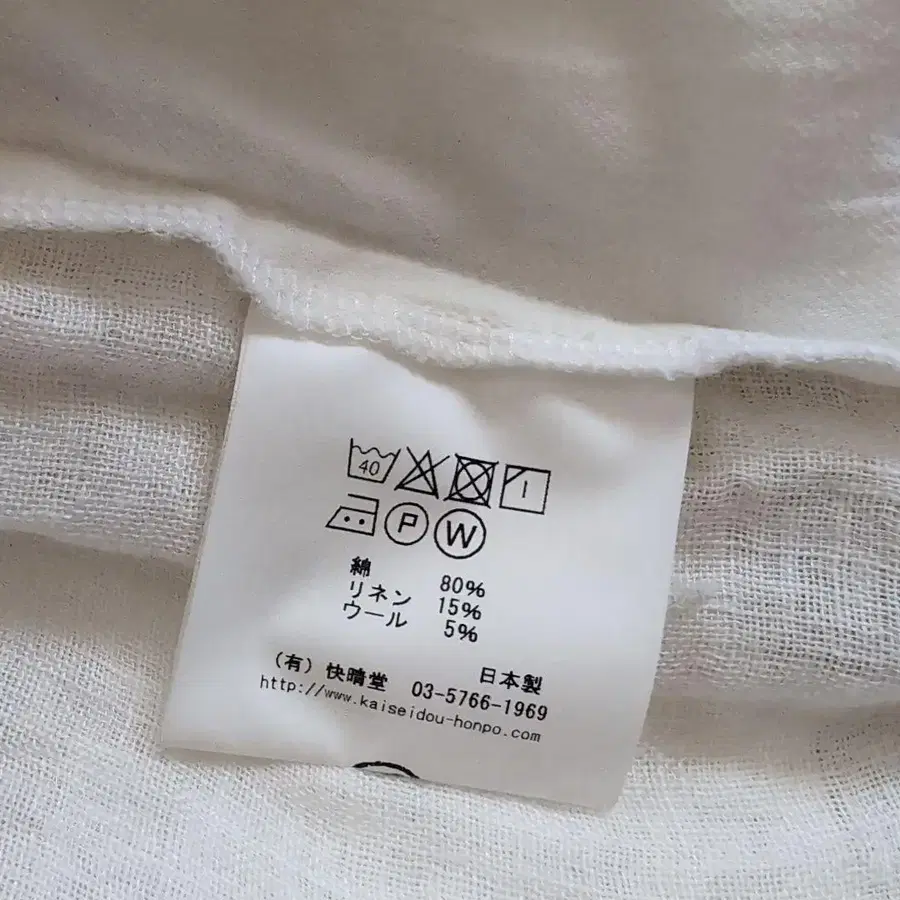 40
P W
綿 80%
リネン 15%
ウール 5%
(有) 快晴堂 日本製
03-5766-1969
http://www.kaiseidou-honpo.com